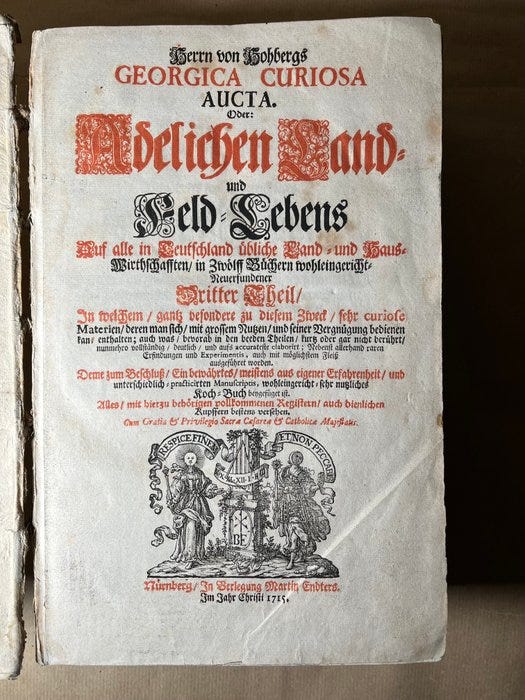 Herrn von Hohbergs
GEORGICA CURIOSA
AUCTA.
Oder:
Adelichen Land-
und
Feld-Lebens
Auf alle in Teutschland übliche Land- und Haus-
Wirthschafften / in Zwölff Büchern wohleingericht-
Neuerfundener
Dritter Theil /
In welchem / gantz besondere zu diesem Zweck / sehr curiose
Materien / deren man sich / mit grossem Nutzen / und seiner Vergnügung bedienen
kan / enthalten; auch was / bevorab in den beeden Theilen / kurtz oder gar nicht berührt /
nunmehro vollständig / deutlich / und aufs accurateste elaborirt; Nebenst allerhand raren
Erfindungen und Experimentis, auch mit möglichstem Fleiß
ausgeführet worden.
Deme zum Beschluß / Ein bewährtes / meistens aus eigener Erfahrenheit / und
unterschiedlich-practicirten Manuscriptis, wohleingericht-sehr nutzliches
Koch-Buch beygefüget ist.
Alles / mit hierzu behörigen vollkommenen Registern / auch dienlichen
Kupffern bestens versehen.
Cum Gratia & Privilegio Sacræ Cæsareæ & Catholicæ Majestatis.
RESPICE FINEM
ET NON PECCABIS
BE
Nürnberg / In Verlegung Martin Endters.
Im Jahr Christi 1715.